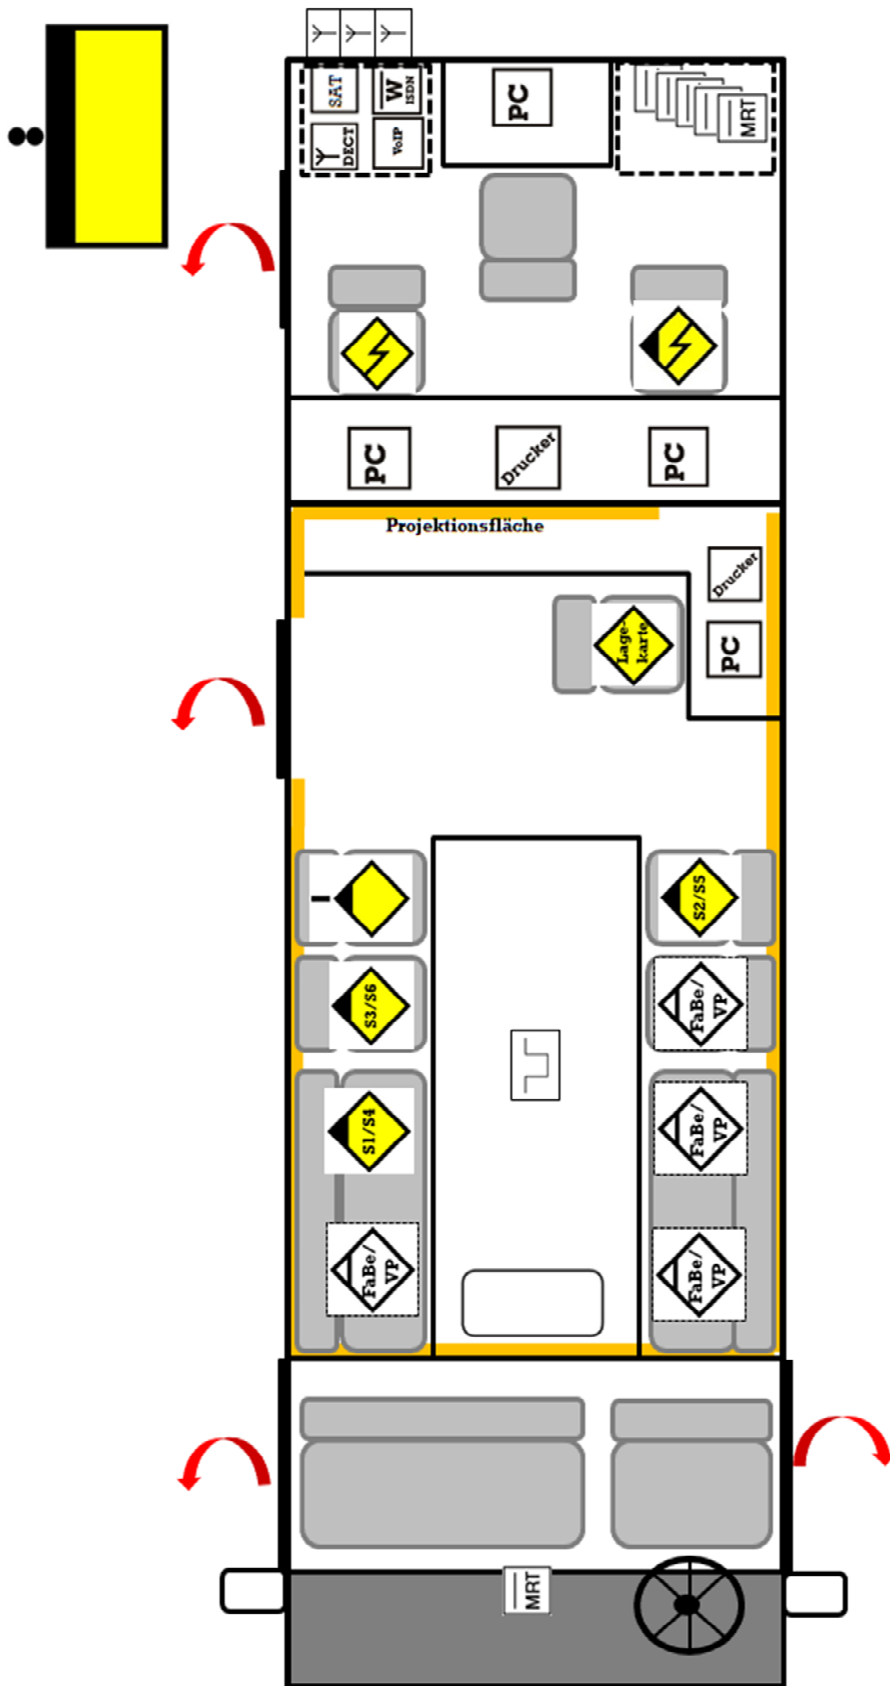 SAT
W
ISDN
DECT
VoIP
PC
MRT
PC
Drucker
PC
Projektionsfläche
Drucker
PC
Lage-
karte
S2/S5
S3/S6
FaBe/
VP
S1/S4
FaBe/
VP
FaBe/
VP
FaBe/
VP
MRT